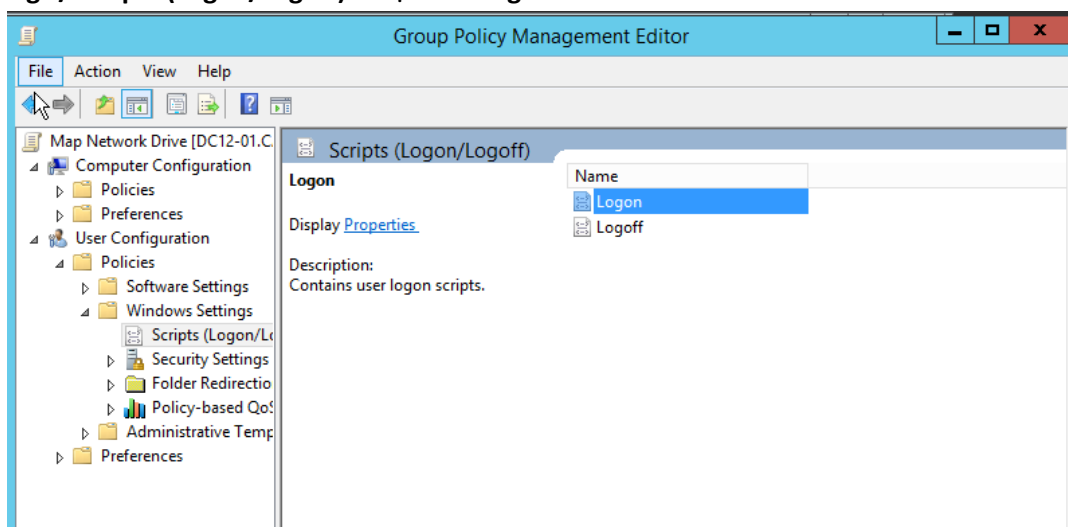 Group Policy Management Editor
File Action View Help
Map Network Drive [DC12-01.C
Computer Configuration
Policies
Preferences
User Configuration
Policies
Software Settings
Windows Settings
Scripts (Logon/Lo
Security Settings
Folder Redirectio
Policy-based QoS
Administrative Temp
Preferences
Scripts (Logon/Logoff)
Logon
Display Properties
Description:
Contains user logon scripts.
Name
Logon
Logoff